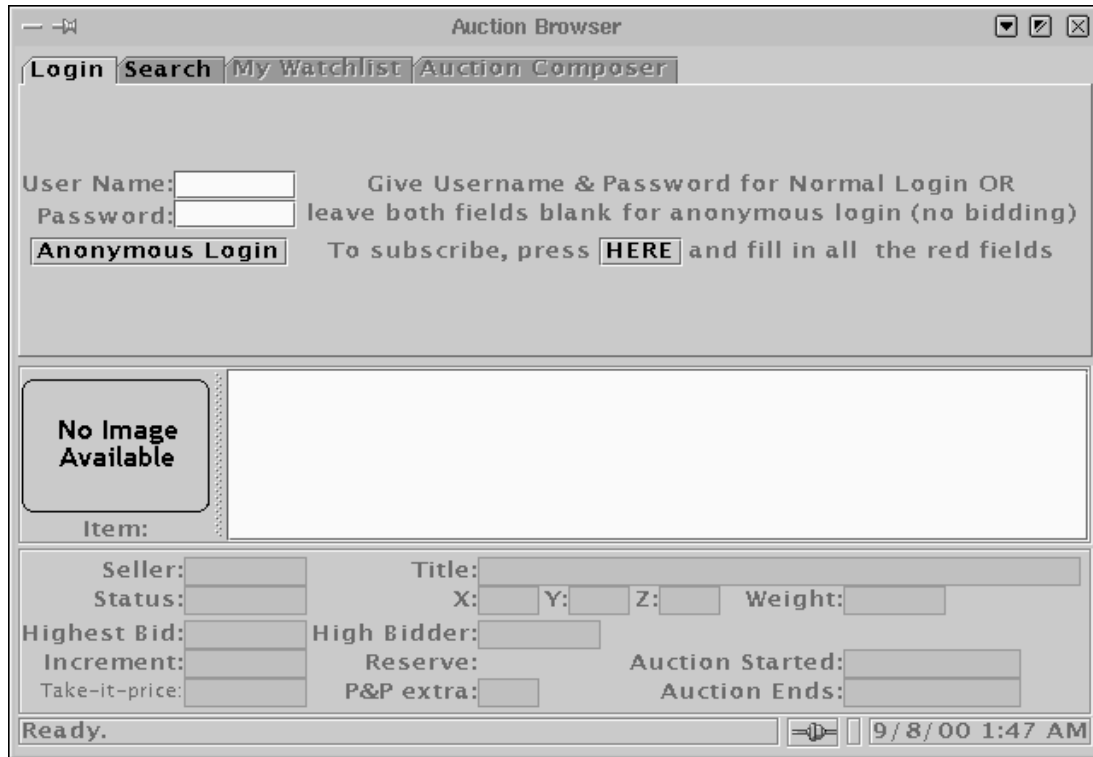 Auction Browser
Login Search My Watchlist Auction Composer
User Name: Give Username & Password for Normal Login OR
Password: leave both fields blank for anonymous login (no bidding)
Anonymous Login To subscribe, press HERE and fill in all the red fields
No Image
Available
Item:
Seller: Title:
Status: X: Y: Z: Weight:
Highest Bid: High Bidder:
Increment: Reserve: Auction Started:
Take-it-price: P&P extra: Auction Ends:
Ready. 9/8/00 1:47 AM